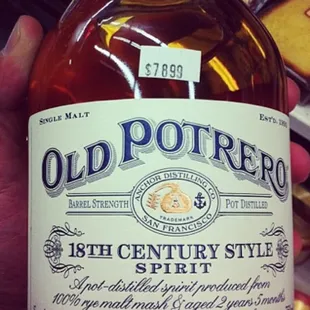 $7899
SINGLE MALT
EST'D.
OLD POTRERO
ANCHOR DISTILLING CO
BARREL STRENGTH
TRADEMARK
POT DISTILLED
SAN FRANCISCO
18TH CENTURY STYLE
SPIRIT
A pot-distilled spirit produced from
100% rye malt mash & aged 2 years 5 months